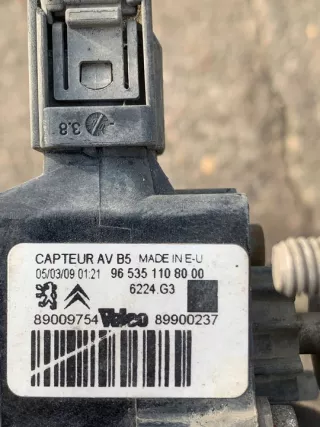 3.8
CAPTEUR AV B5 MADE IN E-U
05/03/09 01:21 96 535 110 80 00
6224.G3
89009754 Valeo 89900237